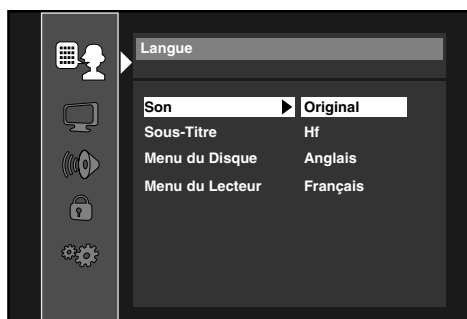 Langue
Son Original
Sous-Titre Hf
Menu du Disque Anglais
Menu du Lecteur Français